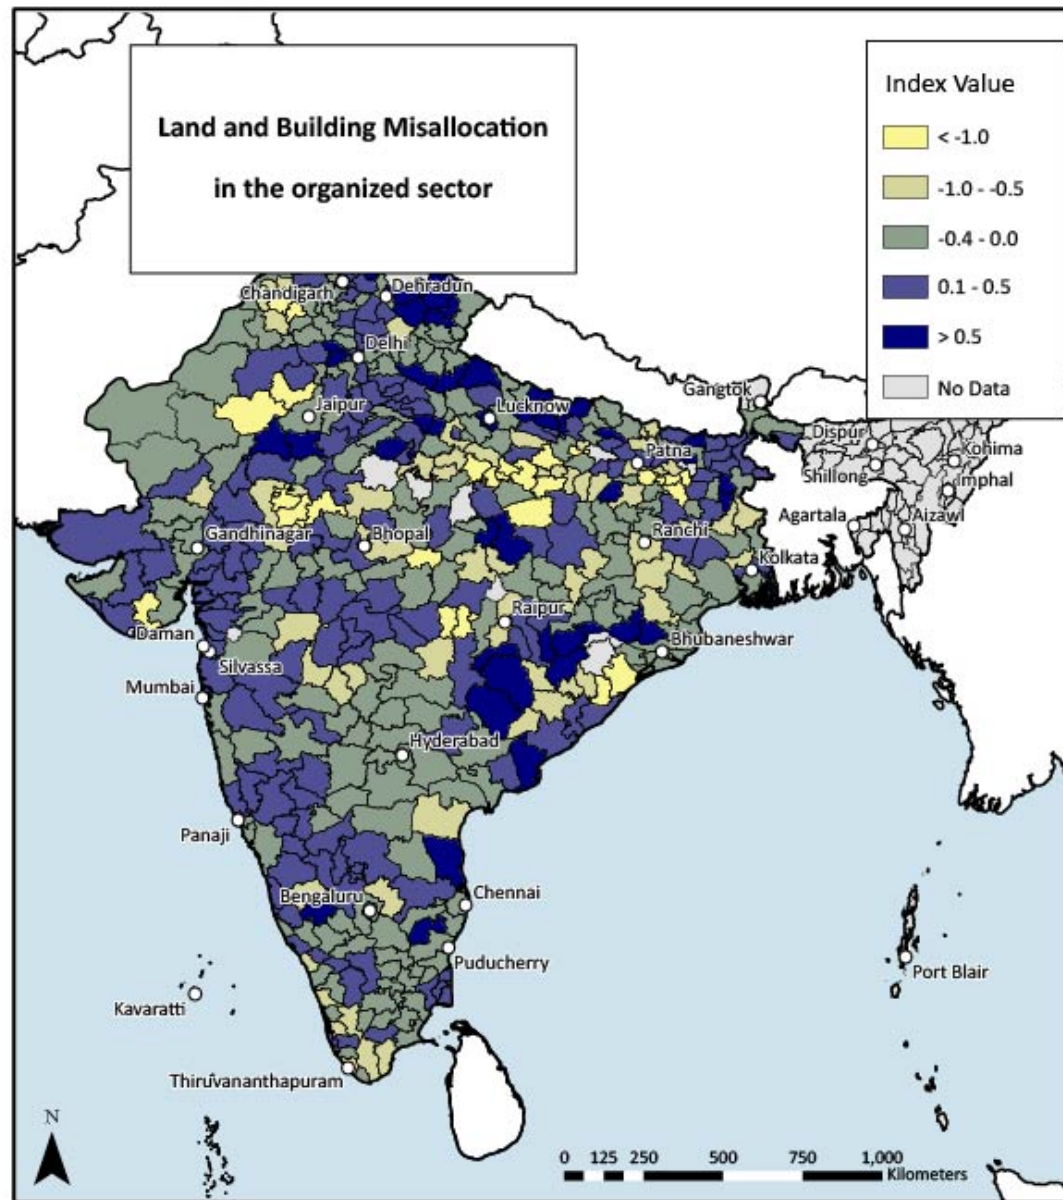 Land and Building Misallocation
in the organized sector
Index Value
< -1.0
-1.0 - -0.5
-0.4 - 0.0
0.1 - 0.5
> 0.5
No Data
Chandigarh
Dehradun
Delhi
Gangtok
Jaipur
Lucknow
Dispur
Kohima
Patna
Shillong
Imphal
Agartala
Aizawl
Gandhinagar
Bhopal
Ranchi
Kolkata
Raipur
Daman
Bhubaneshwar
Silvassa
Mumbai
Hyderabad
Panaji
Bengaluru
Chennai
Puducherry
Port Blair
Kavaratti
Thiruvananthapuram
N
0 125 250 500 750 1,000
Kilometers